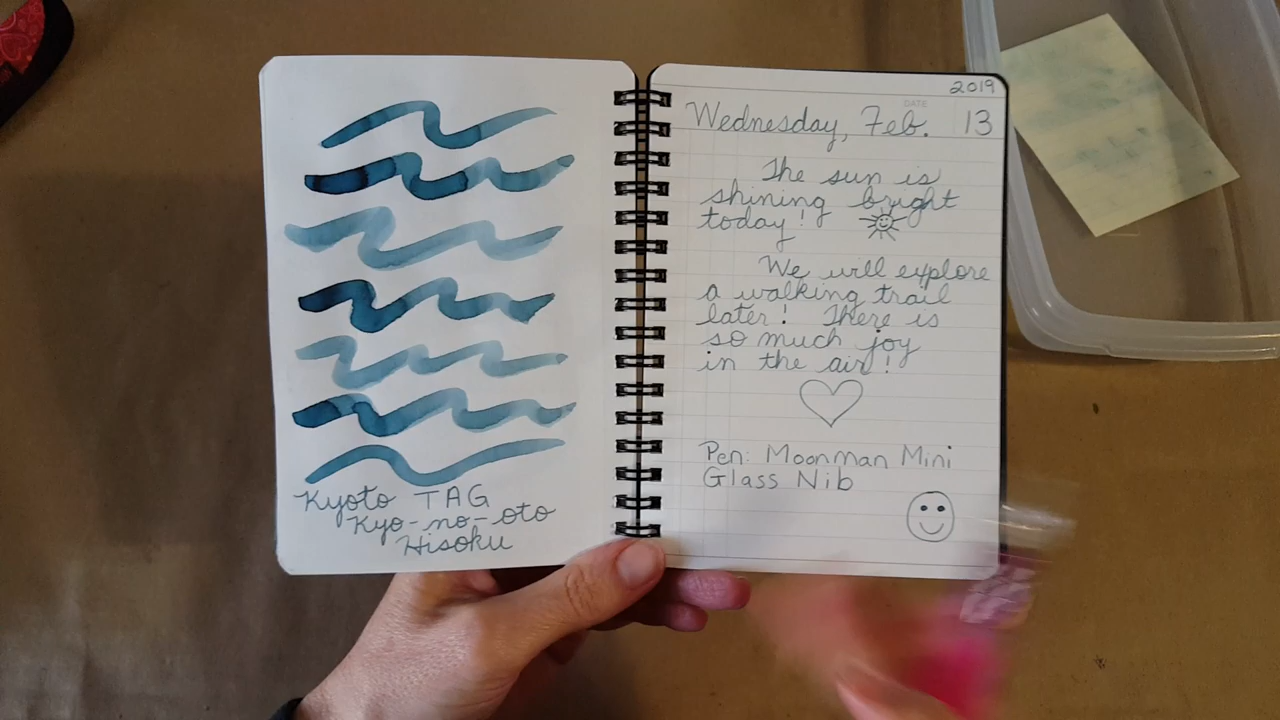 Kyoto TAG
Kyo-no-oto
Hisoku
2019
DATE
Wednesday, Feb. 13
The sun is
shining bright
today!
We will explore
a walking trail
later! There is
so much joy
in the air!
Pen: Moonman Mini
Glass Nib